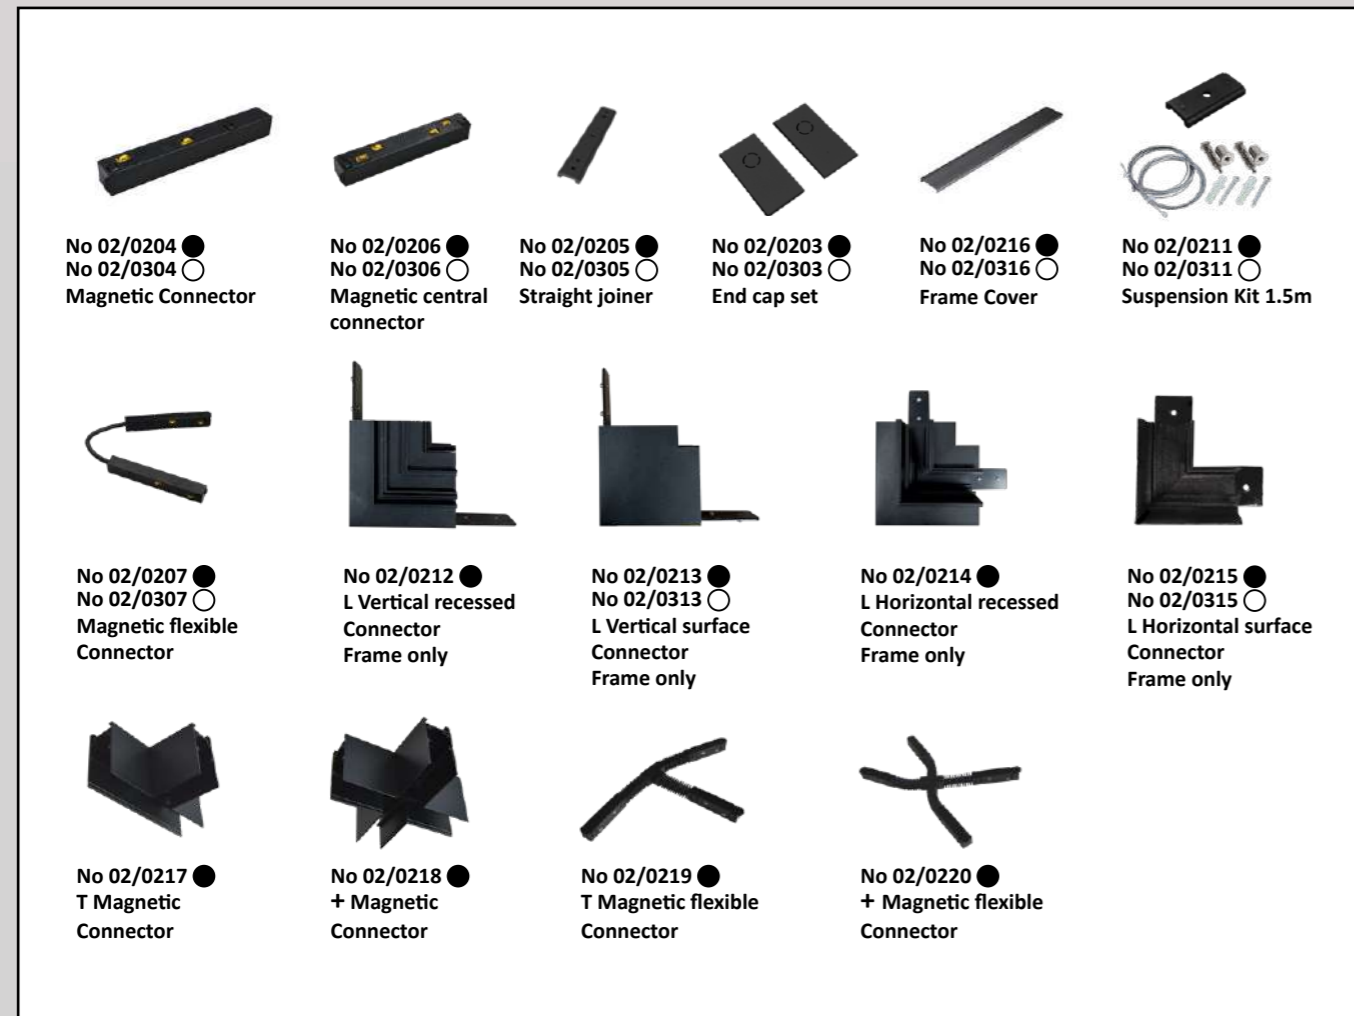 No 02/0204
No 02/0304
Magnetic Connector
No 02/0206
No 02/0306
Magnetic central
connector
No 02/0205
No 02/0305
Straight joiner
No 02/0203
No 02/0303
End cap set
No 02/0216
No 02/0316
Frame Cover
No 02/0211
No 02/0311
Suspension Kit 1.5m
No 02/0207
No 02/0307
Magnetic flexible
Connector
No 02/0212
L Vertical recessed
Connector
Frame only
No 02/0213
No 02/0313
L Vertical surface
Connector
Frame only
No 02/0214
L Horizontal recessed
Connector
Frame only
No 02/0215
No 02/0315
L Horizontal surface
Connector
Frame only
No 02/0217
T Magnetic
Connector
No 02/0218
+ Magnetic
Connector
No 02/0219
T Magnetic flexible
Connector
No 02/0220
+ Magnetic flexible
Connector